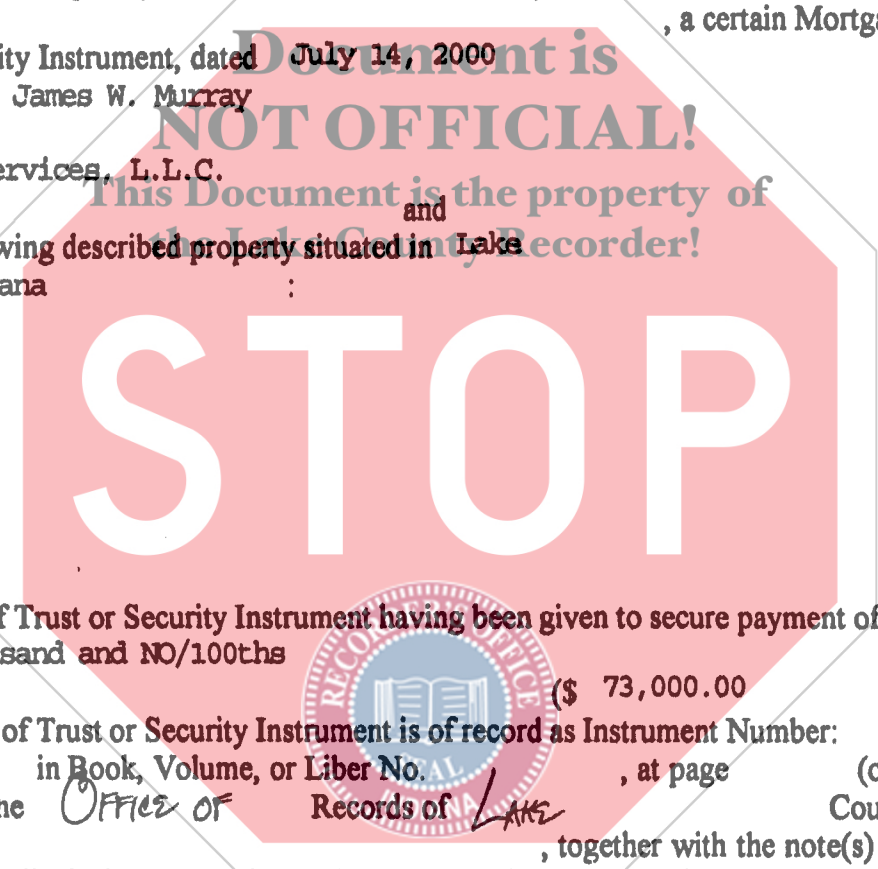 , a certain Mortga
ity Instrument, dated July 14, 2000
Document is
James W. Murray
NOT OFFICIAL!
ervices, L.L.C.
This Document is the property of
and
the Lake County Recorder!
wing described property situated in Lake
ana :
STOP
f Trust or Security Instrument having been given to secure payment of
sand and NO/100ths
RECORDER'S OFFICE
($ 73,000.00
of Trust or Security Instrument is of record as Instrument Number:
in Book, Volume, or Liber No. , at page (c
SEAL
ne OFFICE OF Records of LAKE Cou
INDIANA
, together with the note(s)